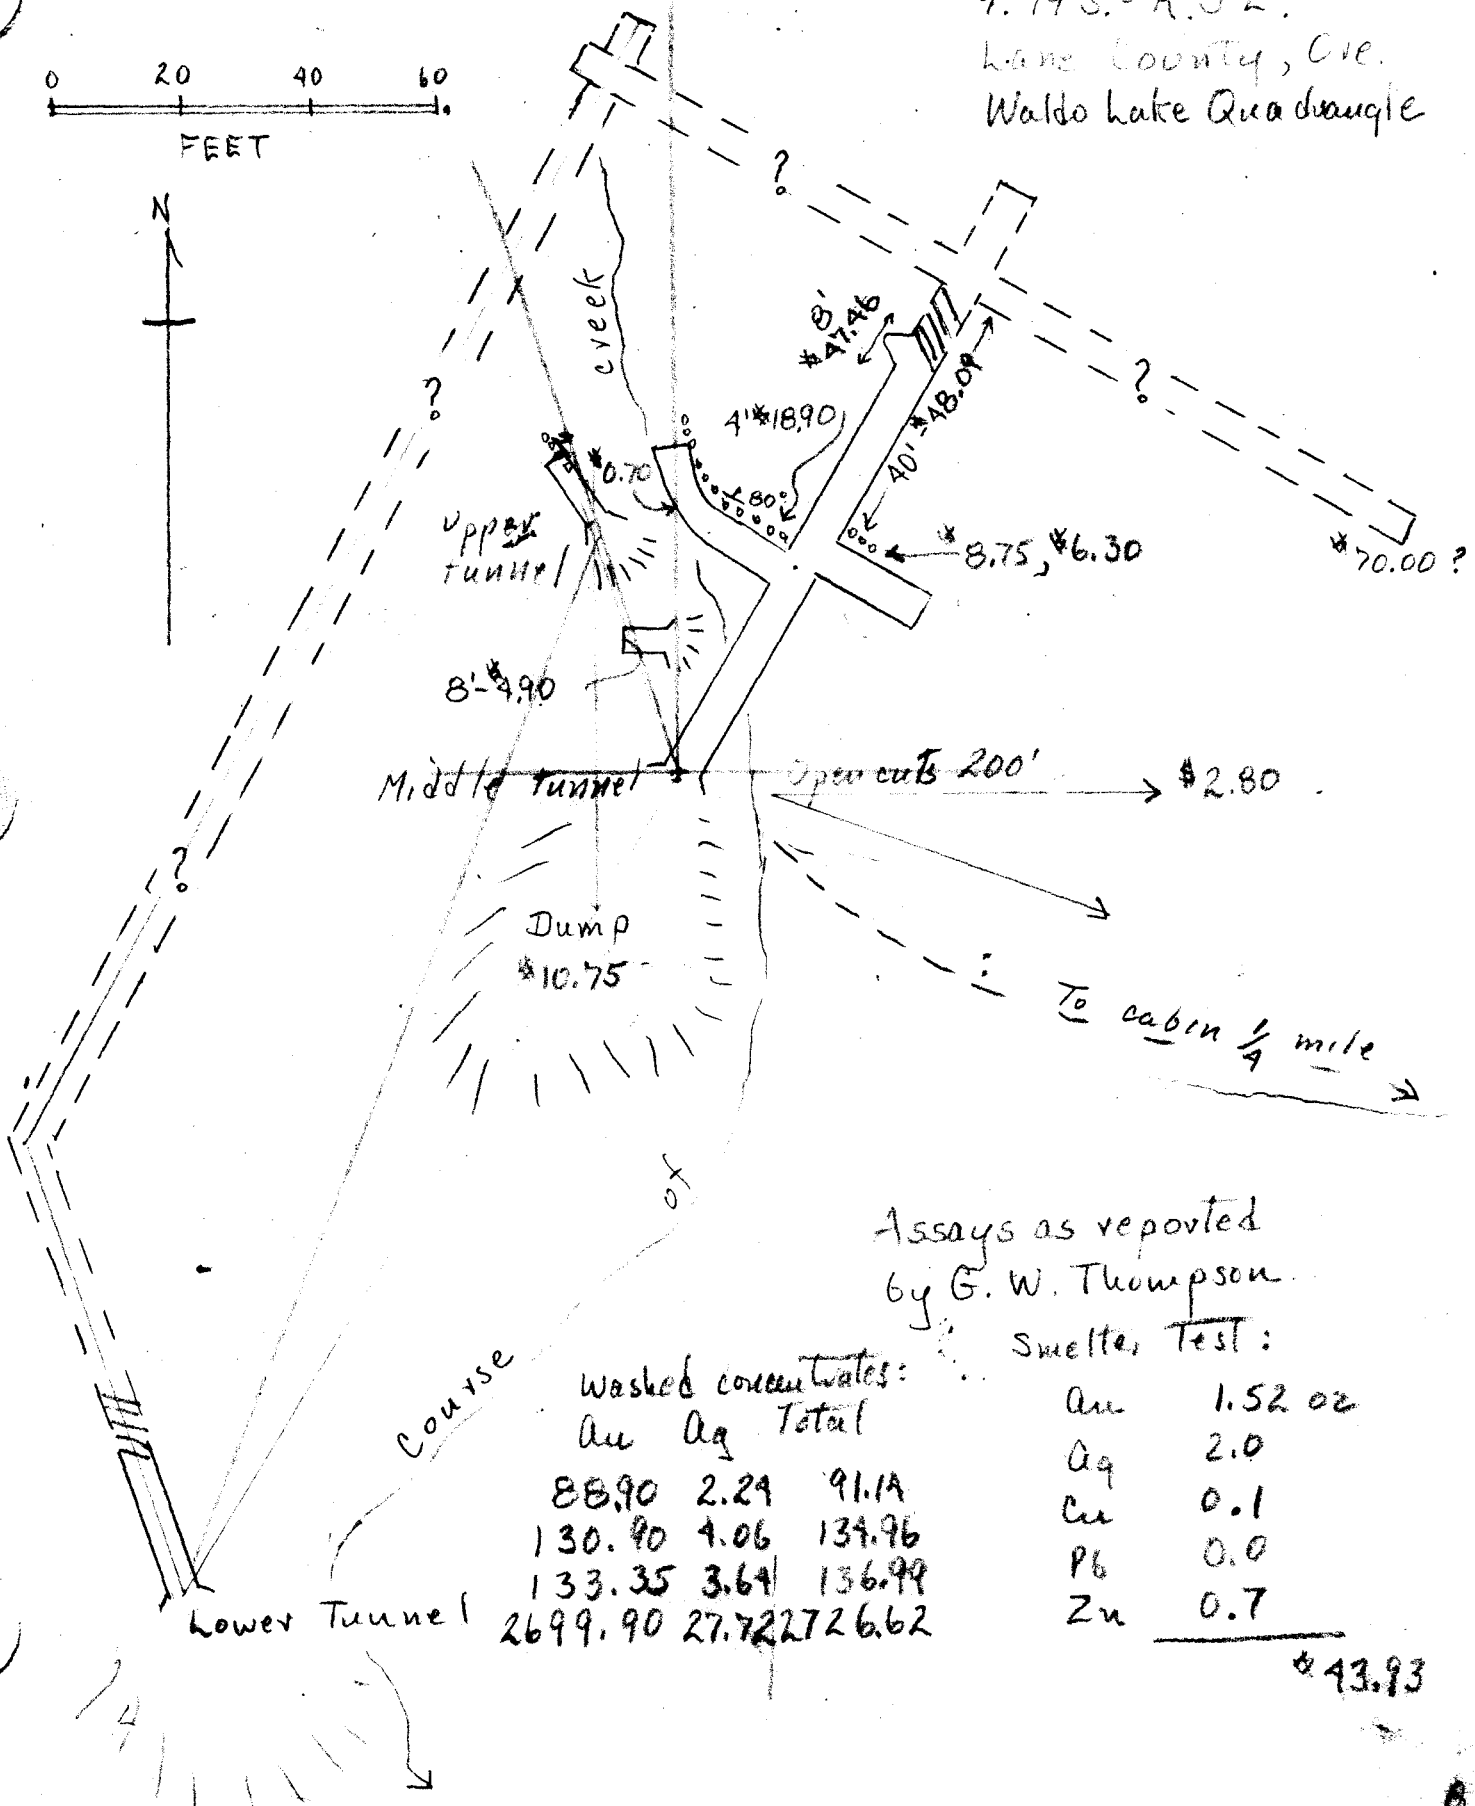 Lane County, Ore.
Waldo Lake Quadrangle
0 20 40 60
FEET
N
?
creek
8'
$47.46
4' $18.90
40' - $48.09
?
?
$0.70
.80
Upper
tunnel
$8.75, $6.30
$70.00 ?
8' - $4.90
Middle Tunnel
Open cuts 200'
$2.80
?
Dump
$10.75
To cabin 1/4 mile
Course of
Assays as reported
by G. W. Thompson
Washed concentrates:
Au Ag Total
88.90 2.24 91.14
130.90 4.06 134.96
133.35 3.64 136.99
2699.90 27.72 2726.62
Smelter Test:
Au 1.52 oz
Ag 2.0
Cu 0.1
Pb 0.0
Zn 0.7
$43.93
Lower Tunnel